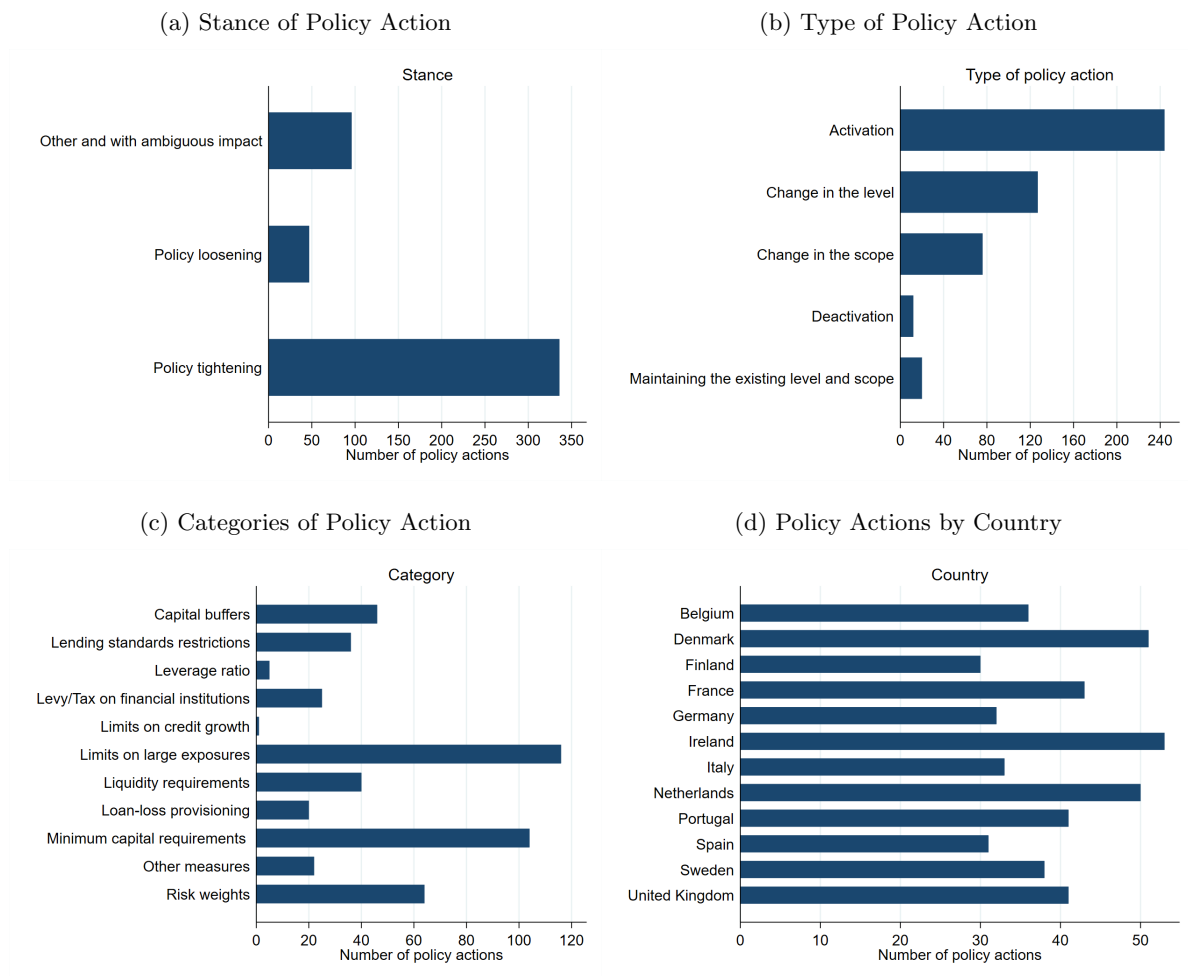 (a) Stance of Policy Action
Stance
Other and with ambiguous impact
Policy loosening
Policy tightening
0 50 100 150 200 250 300 350
Number of policy actions
(b) Type of Policy Action
Type of policy action
Activation
Change in the level
Change in the scope
Deactivation
Maintaining the existing level and scope
0 40 80 120 160 200 240
Number of policy actions
(c) Categories of Policy Action
Category
Capital buffers
Lending standards restrictions
Leverage ratio
Levy/Tax on financial institutions
Limits on credit growth
Limits on large exposures
Liquidity requirements
Loan-loss provisioning
Minimum capital requirements
Other measures
Risk weights
0 20 40 60 80 100 120
Number of policy actions
(d) Policy Actions by Country
Country
Belgium
Denmark
Finland
France
Germany
Ireland
Italy
Netherlands
Portugal
Spain
Sweden
United Kingdom
0 10 20 30 40 50
Number of policy actions